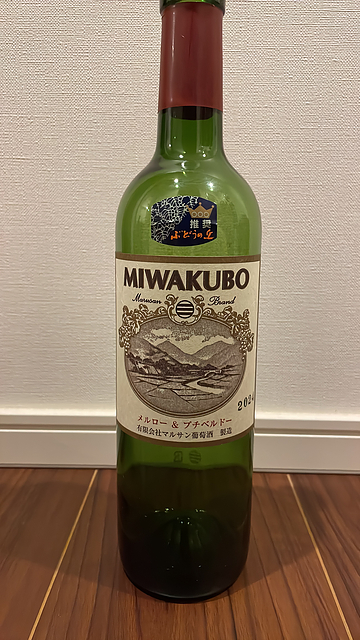 推奨
MIWAKUBO
Marusan Brand
202
メルロー & プチベルドー
有限会社マルサン葡萄酒 製造